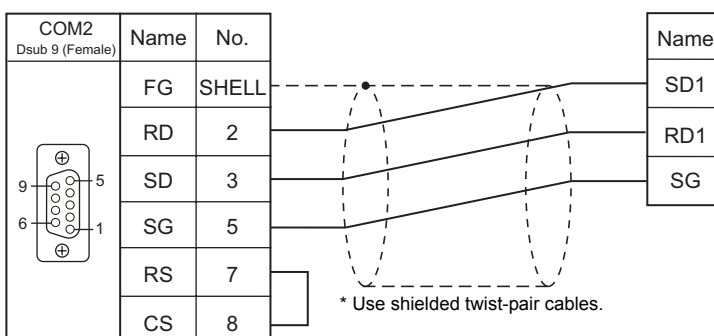 COM2
Dsub 9 (Female)
Name No.
Name
FG SHELL
SD1
RD 2
RD1
SD 3
SG
9 5
6 1
SG 5
RS 7
* Use shielded twist-pair cables.
CS 8